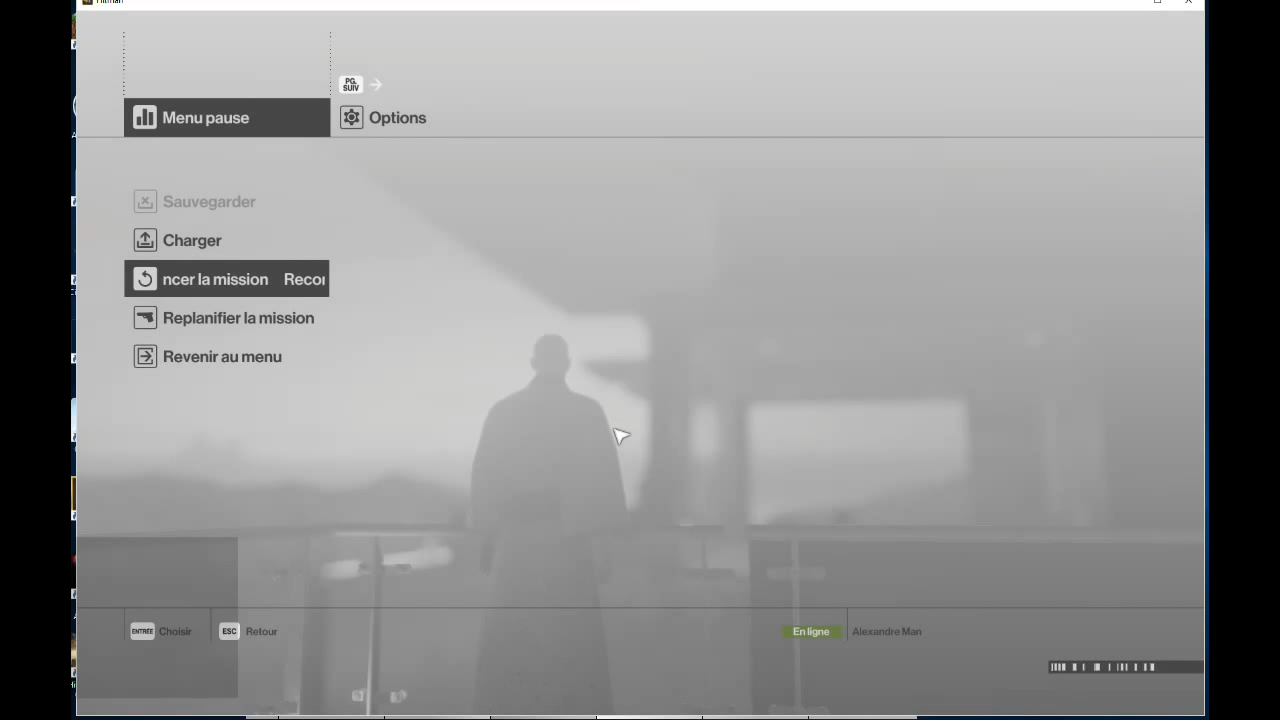 Hitman
PG. SUIV
Menu pause
Options
Sauvegarder
Charger
ncer la mission Recor
Replanifier la mission
Revenir au menu
ENTRÉE Choisir
ESC Retour
En ligne
Alexandre Man